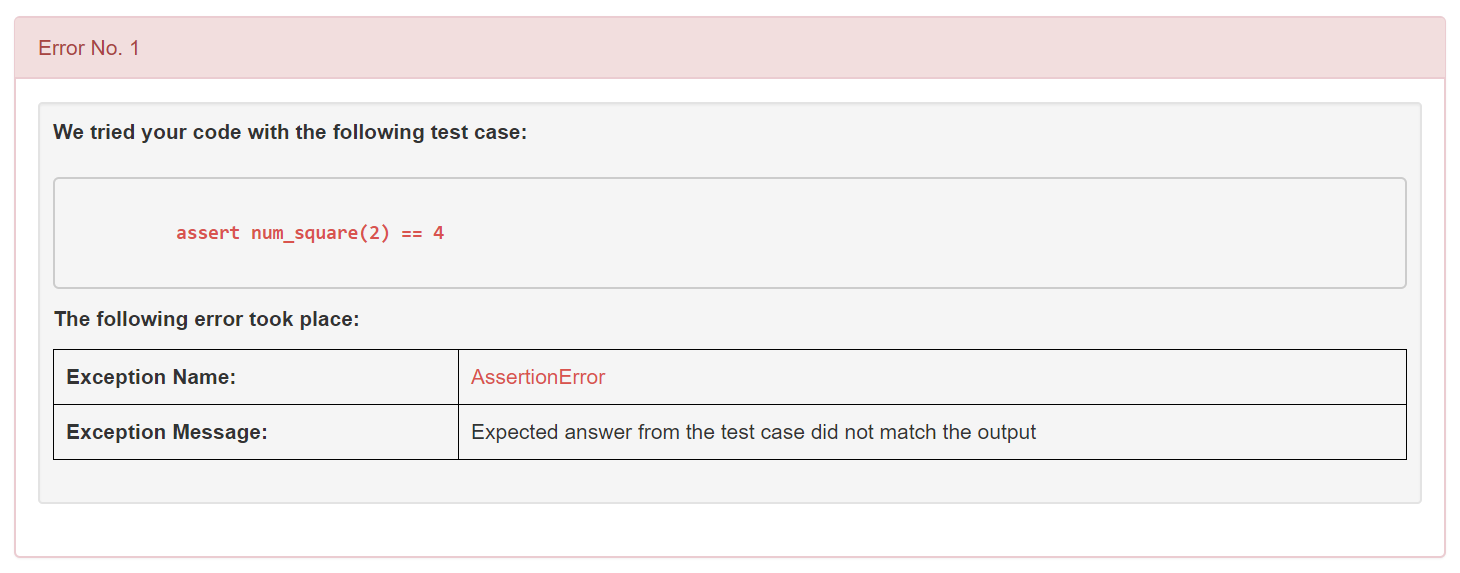 Error No. 1
We tried your code with the following test case:
assert num_square(2) == 4
The following error took place:
Exception Name: AssertionError
Exception Message: Expected answer from the test case did not match the output